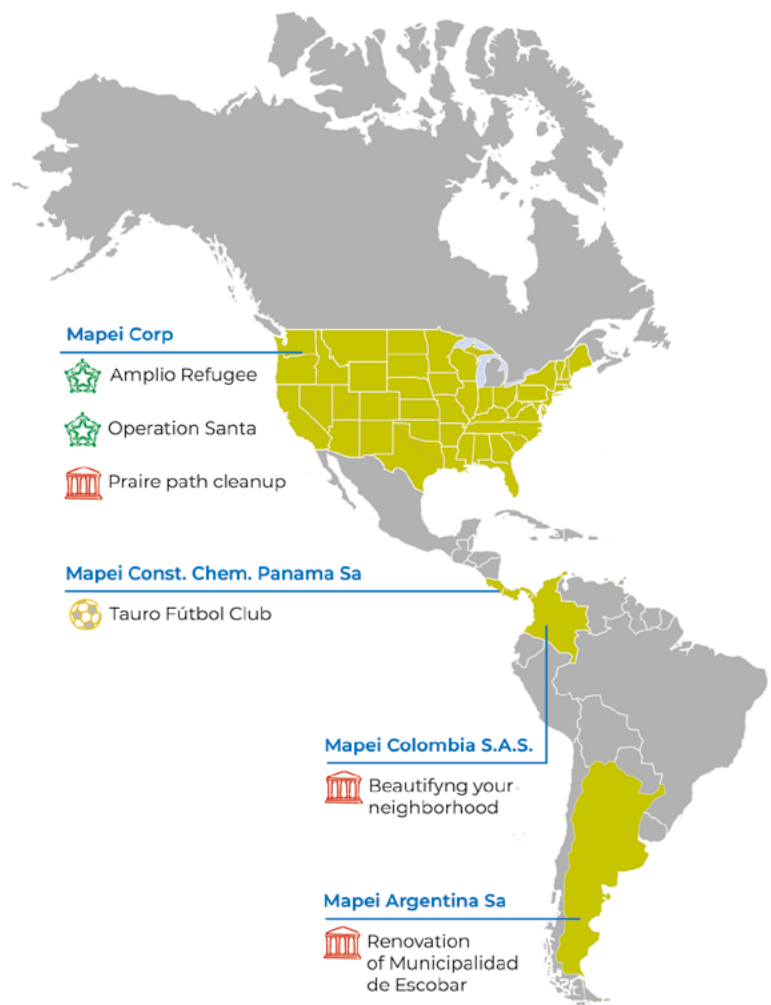 Mapei Corp
Amplio Refugee
Operation Santa
Praire path cleanup
Mapei Const. Chem. Panama Sa
Tauro Fútbol Club
Mapei Colombia S.A.S.
Beautifyng your
neighborhood
Mapei Argentina Sa
Renovation
of Municipalidad
de Escobar